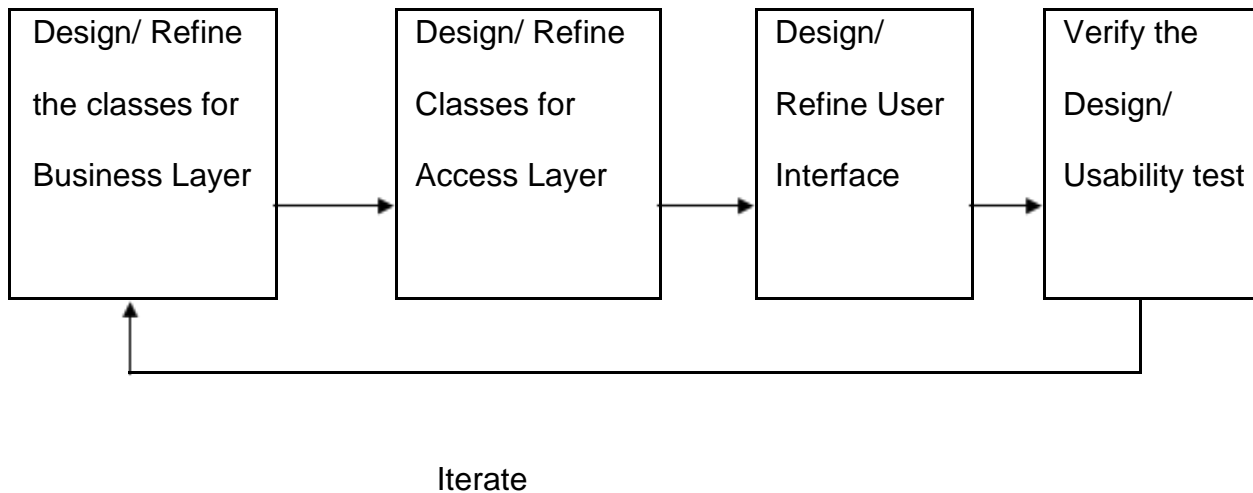 Design/ Refine
the classes for
Business Layer
Design/ Refine
Classes for
Access Layer
Design/
Refine User
Interface
Verify the
Design/
Usability test
Iterate